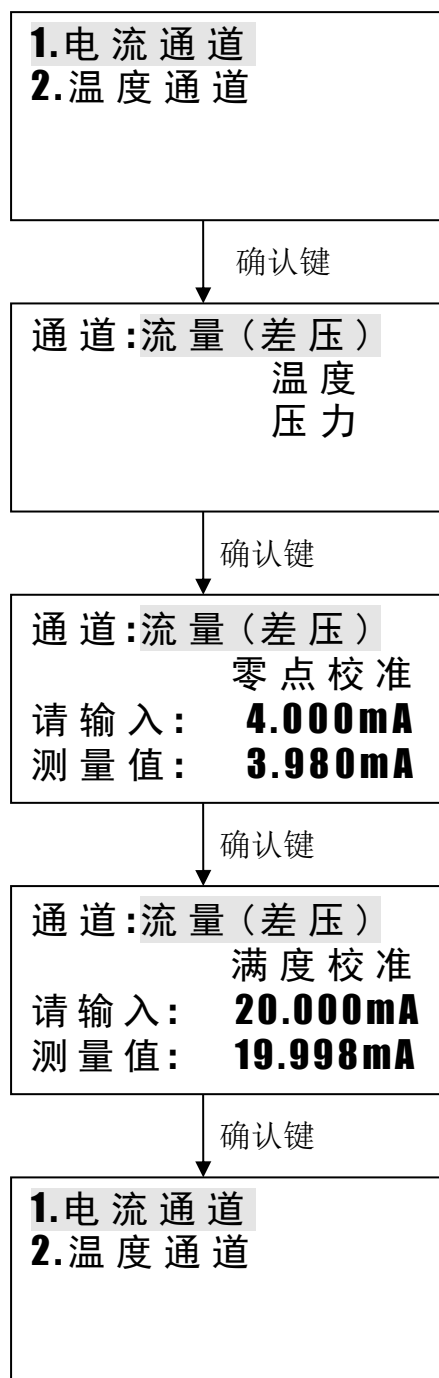 1.电流通道
2.温度通道
确认键
通道:流量(差压)
温度
压力
确认键
通道:流量(差压)
零点校准
请输入: 4.000mA
测量值: 3.980mA
确认键
通道:流量(差压)
满度校准
请输入: 20.000mA
测量值: 19.998mA
确认键
1.电流通道
2.温度通道